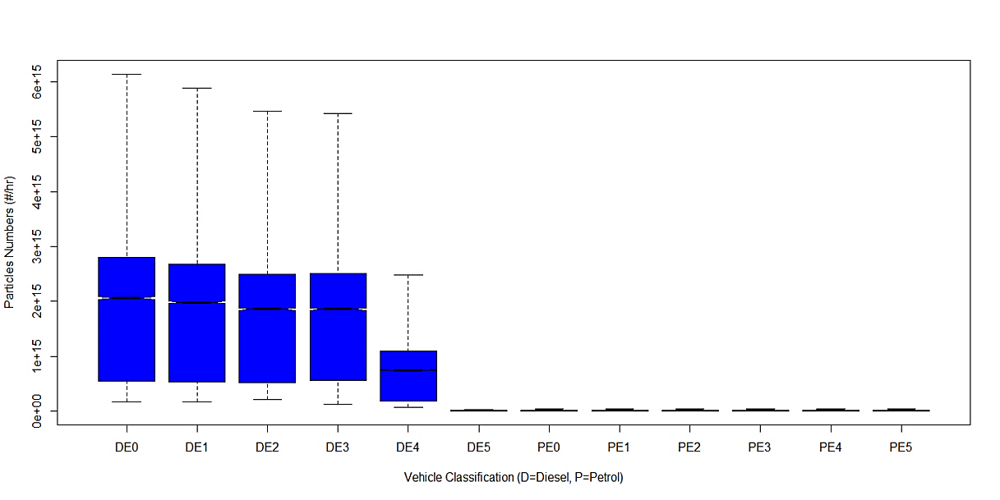 Particles Numbers (#/hr)
6e+15
5e+15
4e+15
3e+15
2e+15
1e+15
0e+00
DE0 DE1 DE2 DE3 DE4 DE5 PE0 PE1 PE2 PE3 PE4 PE5
Vehicle Classification (D=Diesel, P=Petrol)